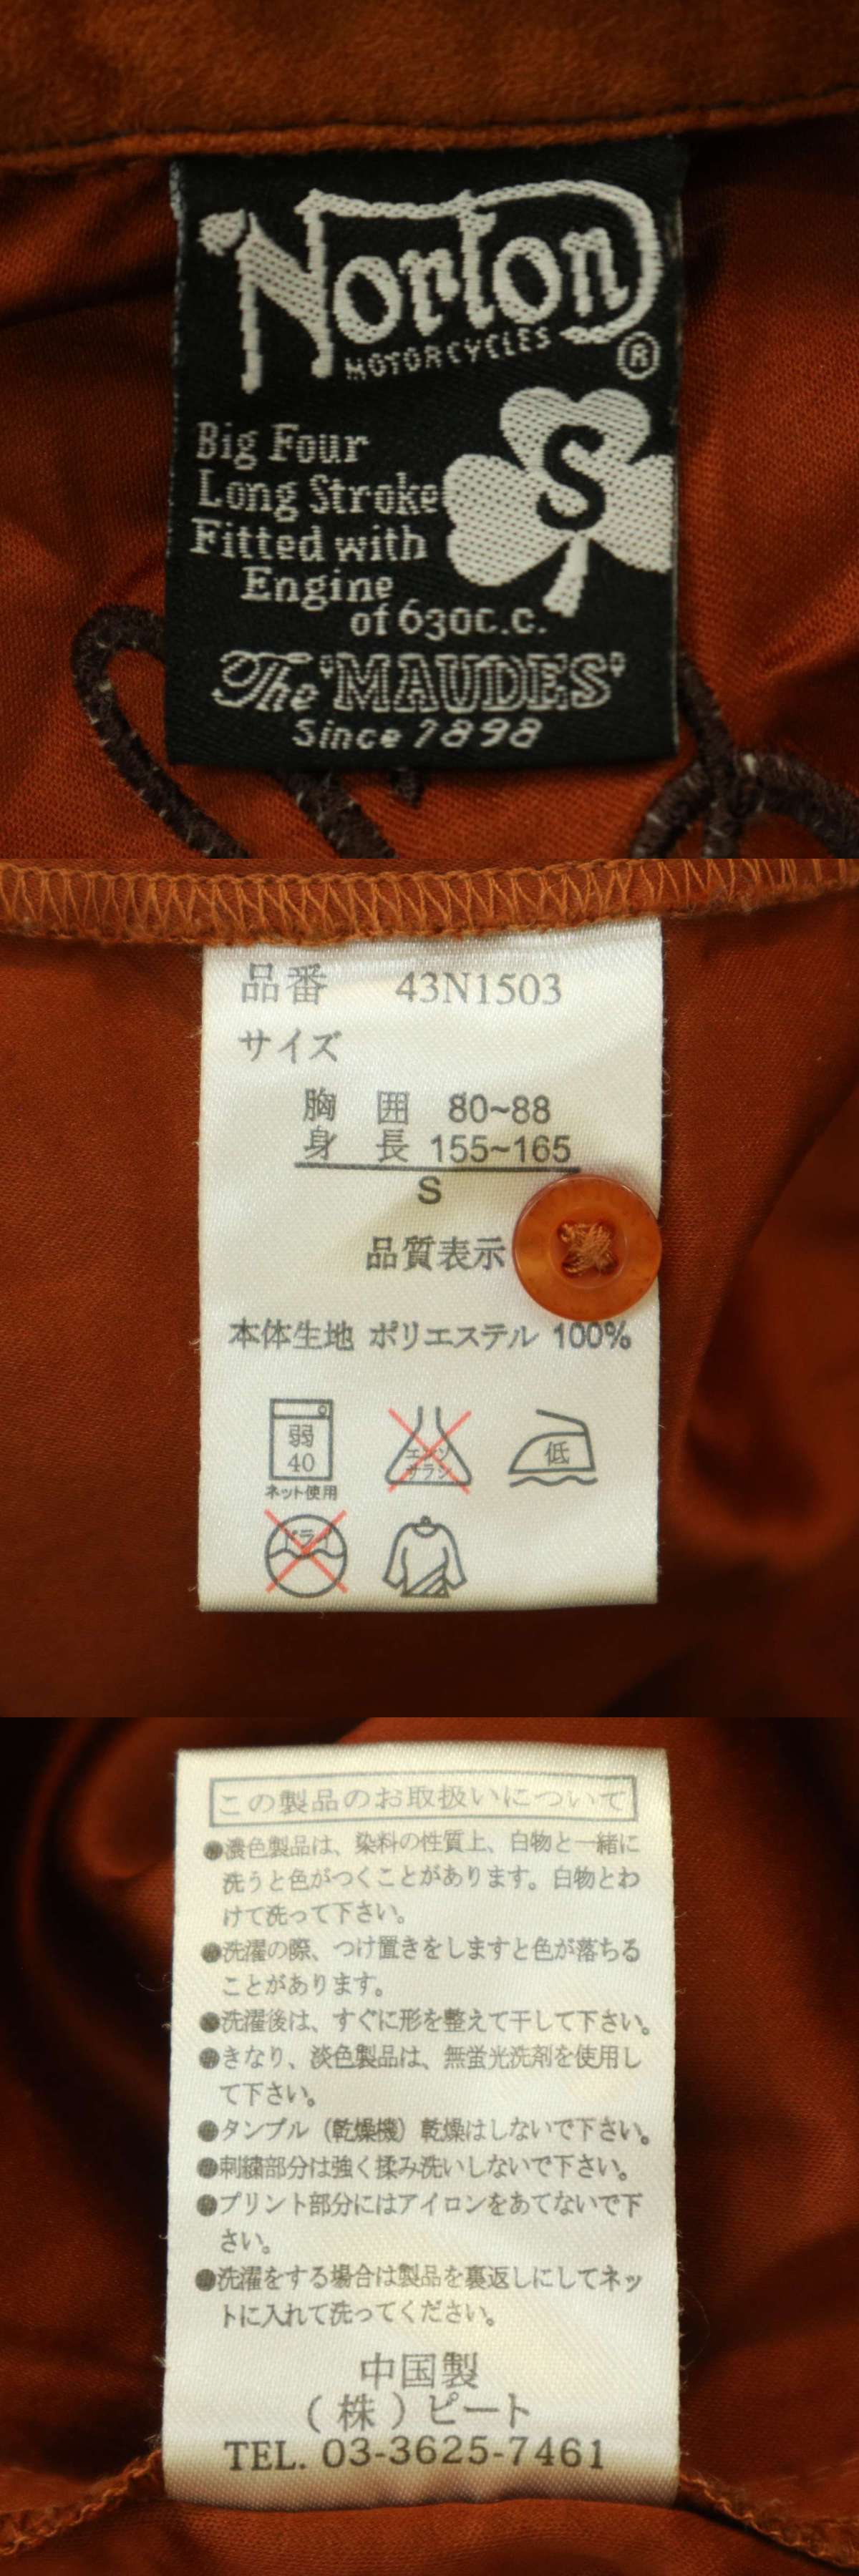 Norton
MOTORCYCLES
®
Big Four
Long Stroke
Fitted with
Engine
of 630c.c.
S
The 'MAUDES'
Since 1898
品番 43N1503
サイズ
胸 囲 80~88
身 長 155~165
S
品質表示
本体生地 ポリエステル 100%
弱
40
ネット使用
エンソ
サラシ
低
ドライ
この製品のお取扱いについて
●濃色製品は、染料の性質上、白物と一緒に
洗うと色がつくことがあります。白物とわ
けて洗って下さい。
●洗濯の際、つけ置きをしますと色が落ちる
ことがあります。
●洗濯後は、すぐに形を整えて干して下さい。
●きなり、淡色製品は、無蛍光洗剤を使用し
て下さい。
●タンブル（乾燥機）乾燥はしないで下さい。
●刺繍部分は強く揉み洗いしないで下さい。
●プリント部分にはアイロンをあてないで下
さい。
●洗濯をする場合は製品を裏返しにしてネッ
トに入れて洗ってください。
中国製
（株）ピート
TEL. 03-3625-7461